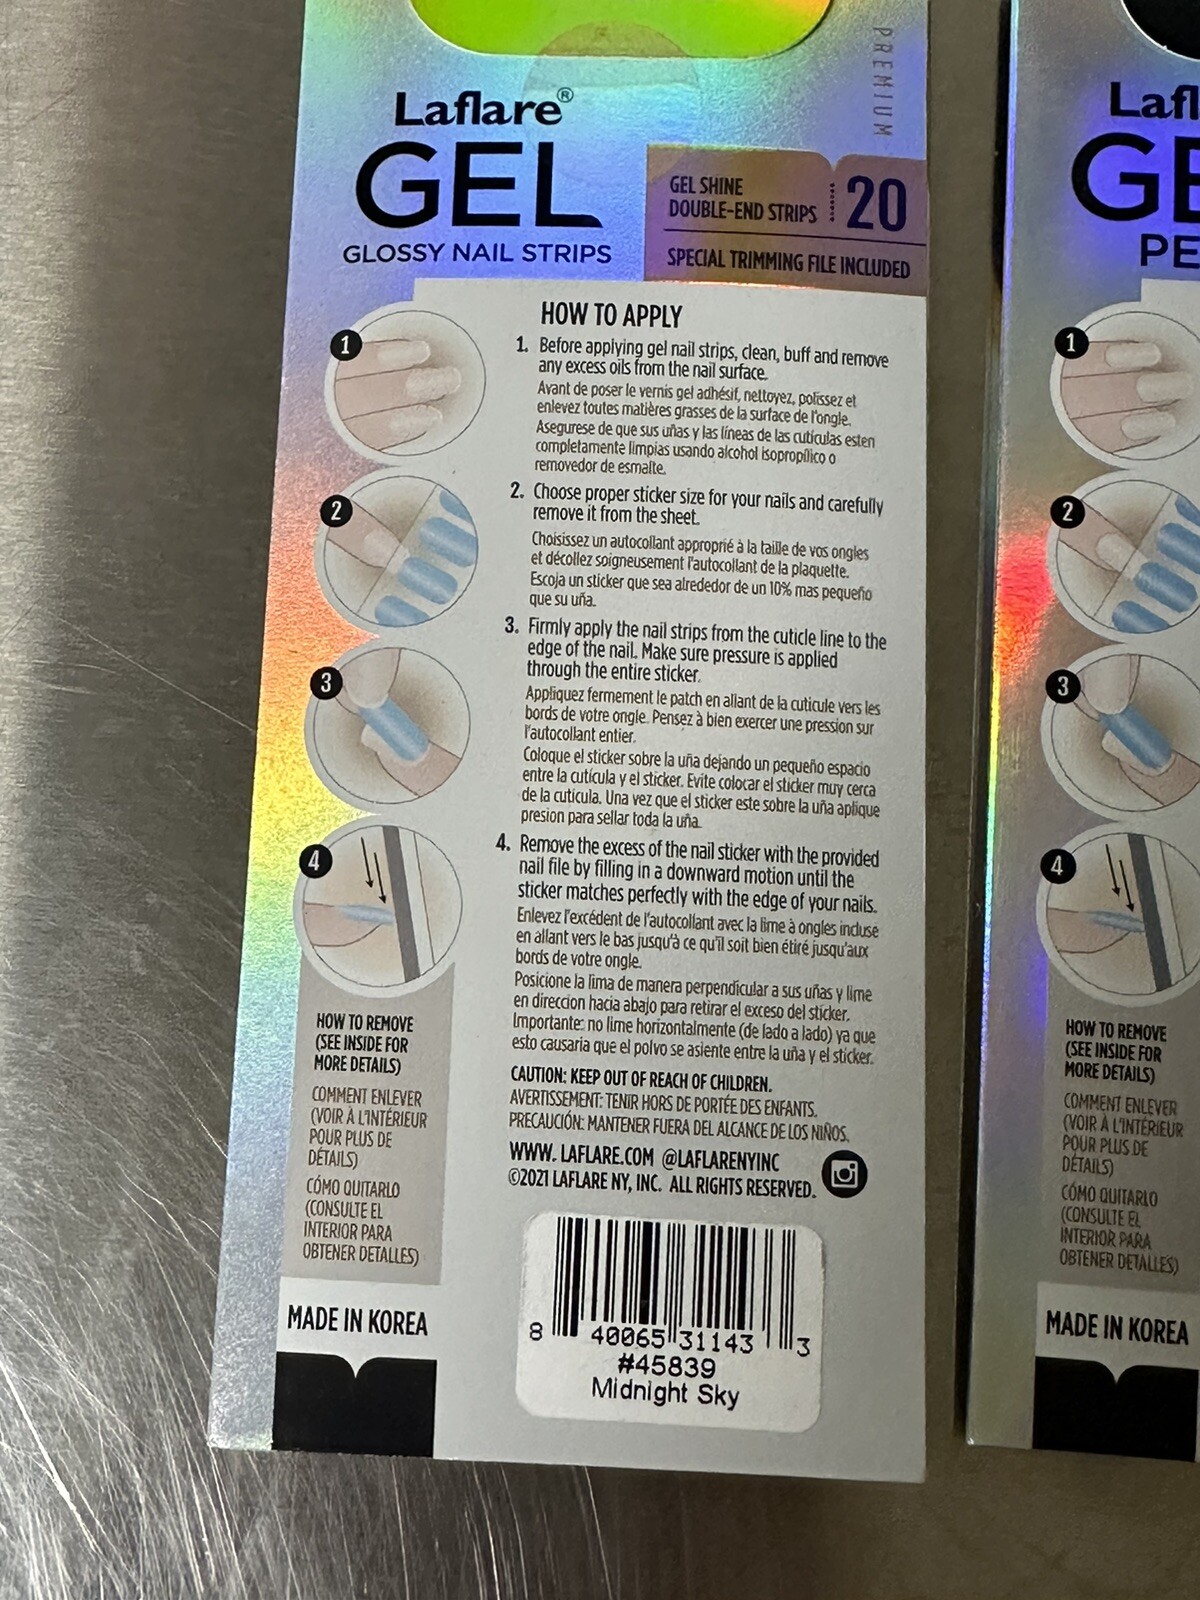 PREMIUM
Laflare®
GEL
GLOSSY NAIL STRIPS
GEL SHINE
DOUBLE-END STRIPS
20
SPECIAL TRIMMING FILE INCLUDED
HOW TO APPLY
1
1. Before applying gel nail strips, clean, buff and remove
any excess oils from the nail surface.
Avant de poser le vernis gel adhésif, nettoyez, polissez et
enlevez toutes matières grasses de la surface de l'ongle.
Asegurese de que sus uñas y las líneas de las cutículas esten
completamente limpias usando alcohol isopropílico o
removedor de esmalte.
2
2. Choose proper sticker size for your nails and carefully
remove it from the sheet.
Choisissez un autocollant approprié à la taille de vos ongles
et décollez soigneusement l'autocollant de la plaquette.
Escoja un sticker que sea alrededor de un 10% mas pequeño
que su uña.
3
3. Firmly apply the nail strips from the cuticle line to the
edge of the nail. Make sure pressure is applied
through the entire sticker.
Appliquez fermement le patch en aliant de la cuticule vers les
bords de votre ongle. Pensez à bien exercer une pression sur
l'autocollant entier.
Coloque el sticker sobre la uña dejando un pequeño espacio
entre la cutícula y el sticker. Evite colocar el sticker muy cerca
de la cuticula. Una vez que el sticker este sobre la uña aplique
presion para sellar toda la uña.
4
4. Remove the excess of the nail sticker with the provided
nail file by filling in a downward motion until the
sticker matches perfectly with the edge of your nails.
Enlevez l'excédent de l'autocollant avec la lime à ongles incluse
en allant vers le bas jusqu'à ce qu'il soit bien étiré jusqu'aux
bords de votre ongle.
Posicione la lima de manera perpendicular a sus uñas y lime
en direccion hacia abajo para retirar el exceso del sticker.
Importante: no lime horizontalmente (de lado a lado) ya que
esto causaria que el polvo se asiente entre la uña y el sticker.
HOW TO REMOVE
(SEE INSIDE FOR
MORE DETAILS)
COMMENT ENLEVER
(VOIR À L'INTÉRIEUR
POUR PLUS DE
DÉTAILS)
CÓMO QUITARLO
(CONSULTE EL
INTERIOR PARA
OBTENER DETALLES)
CAUTION: KEEP OUT OF REACH OF CHILDREN.
AVERTISSEMENT: TENIR HORS DE PORTÉE DES ENFANTS.
PRECAUCIÓN: MANTENER FUERA DEL ALCANCE DE LOS NIÑOS.
WWW. LAFLARE.COM @LAFLARENYINC
©2021 LAFLARE NY, INC. ALL RIGHTS RESERVED.
MADE IN KOREA
8 40065 31143 3
#45839
Midnight Sky
Lafl
GE
PE
1
2
3
4
HOW TO REMOVE
(SEE INSIDE FOR
MORE DETAILS)
COMMENT ENLEVER
(VOIR À L'INTÉRIEUR
POUR PLUS DE
DÉTAILS)
CÓMO QUITARLO
(CONSULTE EL
INTERIOR PARA
OBTENER DETALLES)
MADE IN KOREA